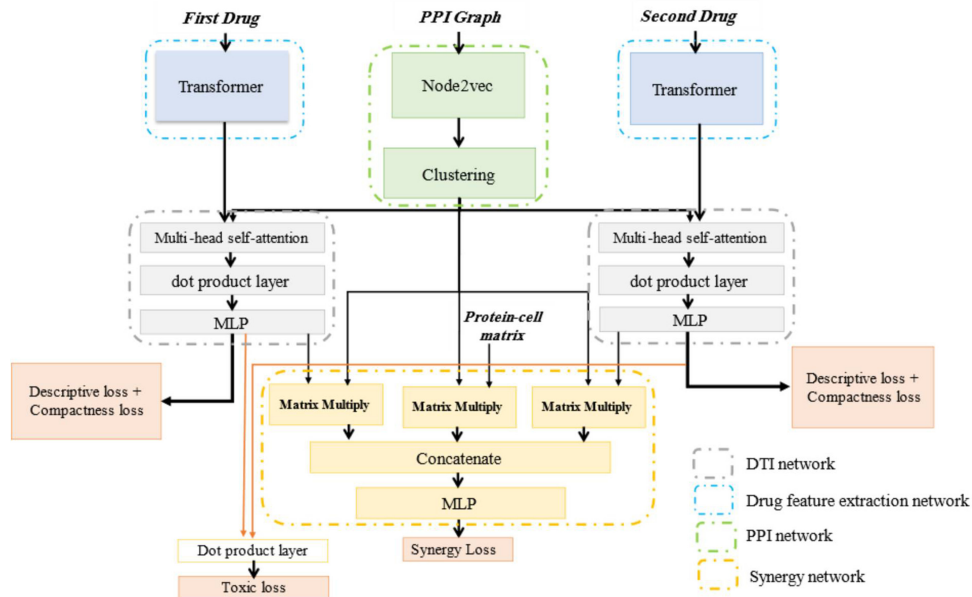 First Drug
PPI Graph
Second Drug
Transformer
Node2vec
Transformer
Clustering
Multi-head self-attention
Multi-head self-attention
dot product layer
dot product layer
MLP
Protein-cell
matrix
MLP
Descriptive loss +
Compactness loss
Descriptive loss +
Compactness loss
Matrix Multiply
Matrix Multiply
Matrix Multiply
Concatenate
MLP
DTI network
Drug feature extraction network
PPI network
Synergy network
Dot product layer
Synergy Loss
Toxic loss